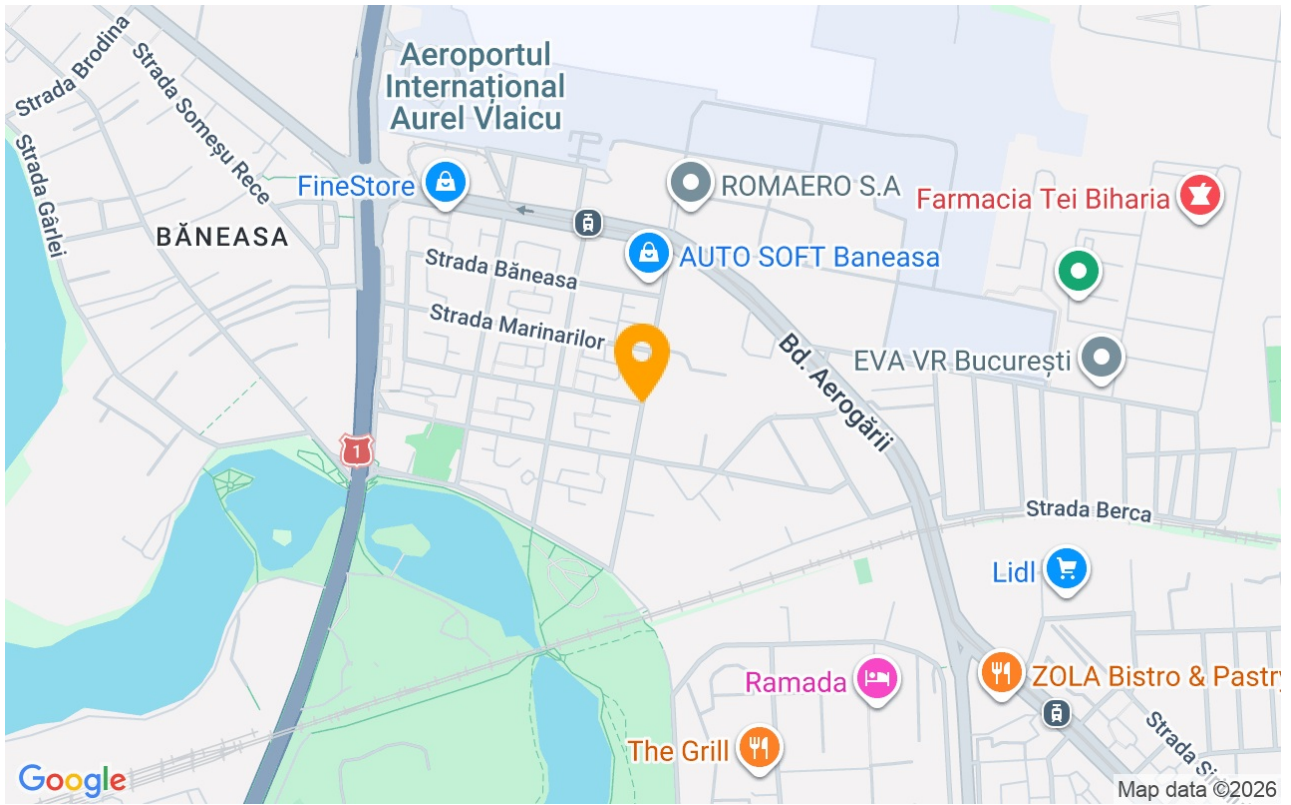 Aeroportul
Internațional
Aurel Vlaicu
Strada Brodina
Strada Someșu Rece
Strada Gârlei
FineStore
ROMAERO S.A
Farmacia Tei Biharia
BĂNEASA
AUTO SOFT Baneasa
Strada Băneasa
Strada Marinarilor
Bd. Aerogării
EVA VR București
1
Strada Berca
Lidl
Ramada
ZOLA Bistro & Pastry
The Grill
Strada Si
Google
Map data ©2026